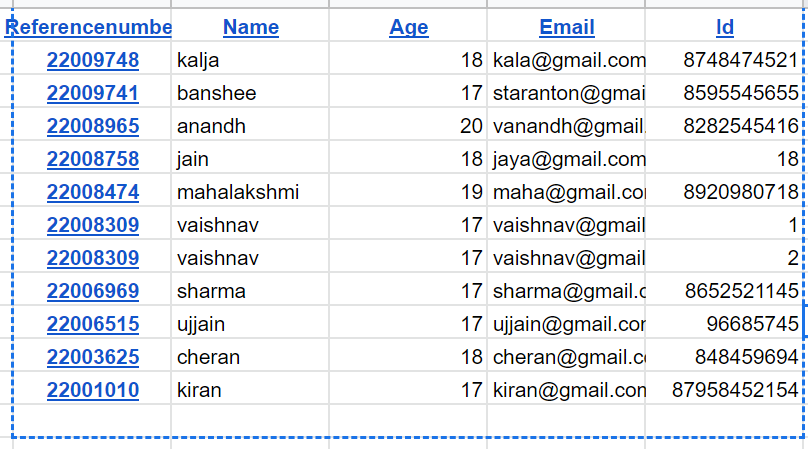 Referencenumbe Name Age Email Id
22009748 kalja 18 kala@gmail.com 8748474521
22009741 banshee 17 staranton@gmai 8595545655
22008965 anandh 20 vanandh@gmail. 8282545416
22008758 jain 18 jaya@gmail.com 18
22008474 mahalakshmi 19 maha@gmail.co 8920980718
22008309 vaishnav 17 vaishnav@gmail 1
22008309 vaishnav 17 vaishnav@gmail 2
22006969 sharma 17 sharma@gmail.c 8652521145
22006515 ujjain 17 ujjain@gmail.cor 96685745
22003625 cheran 18 cheran@gmail.c 848459694
22001010 kiran 17 kiran@gmail.com 87958452154